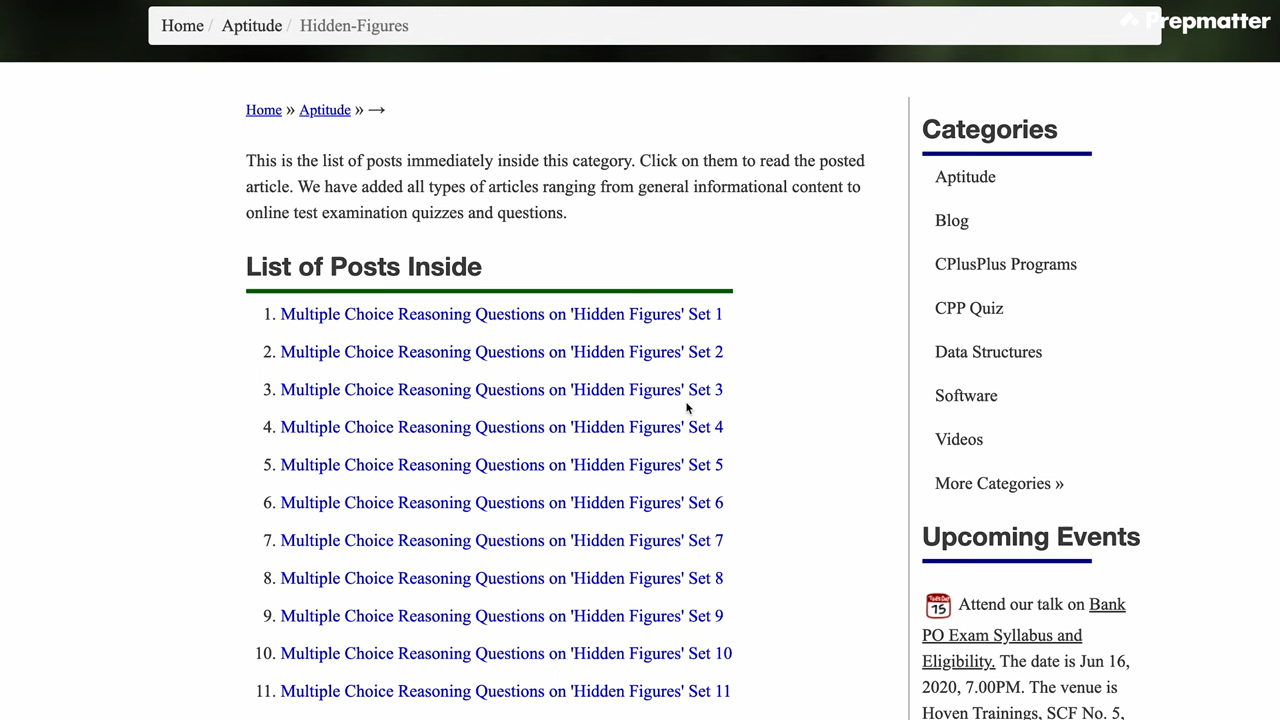 Home / Aptitude / Hidden-Figures
Prepmatter
Home » Aptitude » →
This is the list of posts immediately inside this category. Click on them to read the posted
article. We have added all types of articles ranging from general informational content to
online test examination quizzes and questions.
List of Posts Inside
1. Multiple Choice Reasoning Questions on 'Hidden Figures' Set 1
2. Multiple Choice Reasoning Questions on 'Hidden Figures' Set 2
3. Multiple Choice Reasoning Questions on 'Hidden Figures' Set 3
4. Multiple Choice Reasoning Questions on 'Hidden Figures' Set 4
5. Multiple Choice Reasoning Questions on 'Hidden Figures' Set 5
6. Multiple Choice Reasoning Questions on 'Hidden Figures' Set 6
7. Multiple Choice Reasoning Questions on 'Hidden Figures' Set 7
8. Multiple Choice Reasoning Questions on 'Hidden Figures' Set 8
9. Multiple Choice Reasoning Questions on 'Hidden Figures' Set 9
10. Multiple Choice Reasoning Questions on 'Hidden Figures' Set 10
11. Multiple Choice Reasoning Questions on 'Hidden Figures' Set 11
Categories
Aptitude
Blog
CPlusPlus Programs
CPP Quiz
Data Structures
Software
Videos
More Categories »
Upcoming Events
15 Attend our talk on Bank
PO Exam Syllabus and
Eligibility. The date is Jun 16,
2020, 7.00PM. The venue is
Hoven Trainings, SCF No. 5,